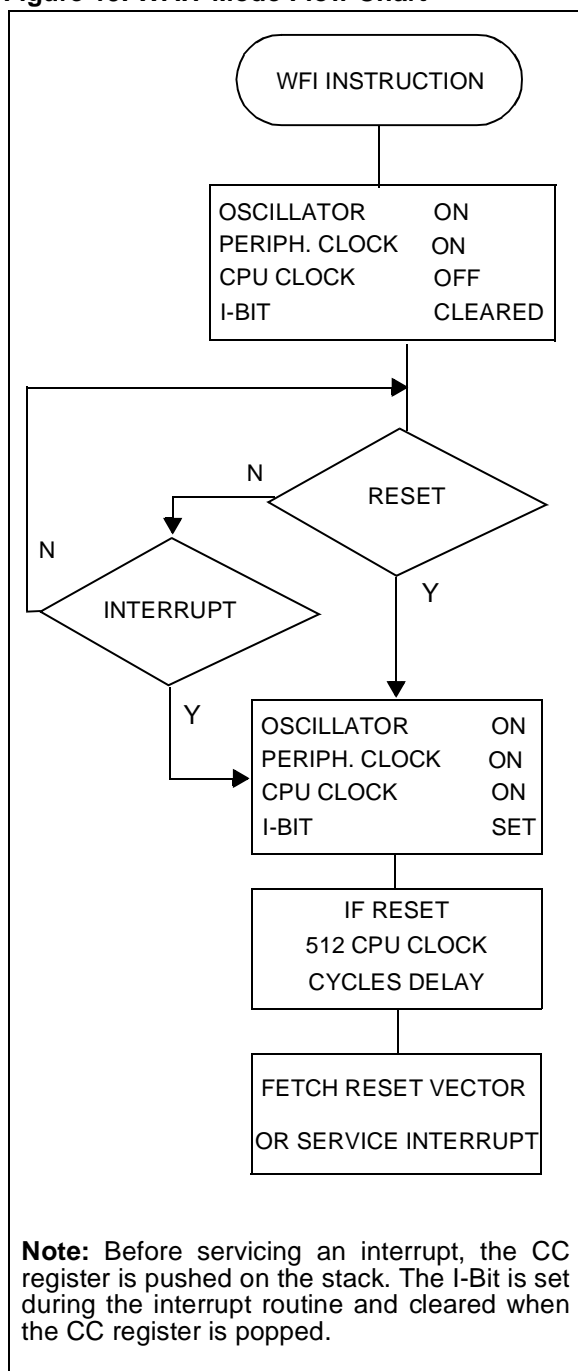 WFI INSTRUCTION
OSCILLATOR ON
PERIPH. CLOCK ON
CPU CLOCK OFF
I-BIT CLEARED
N
RESET
N
INTERRUPT
Y
Y
OSCILLATOR ON
PERIPH. CLOCK ON
CPU CLOCK ON
I-BIT SET
IF RESET
512 CPU CLOCK
CYCLES DELAY
FETCH RESET VECTOR
OR SERVICE INTERRUPT
Note: Before servicing an interrupt, the CC
register is pushed on the stack. The I-Bit is set
during the interrupt routine and cleared when
the CC register is popped.